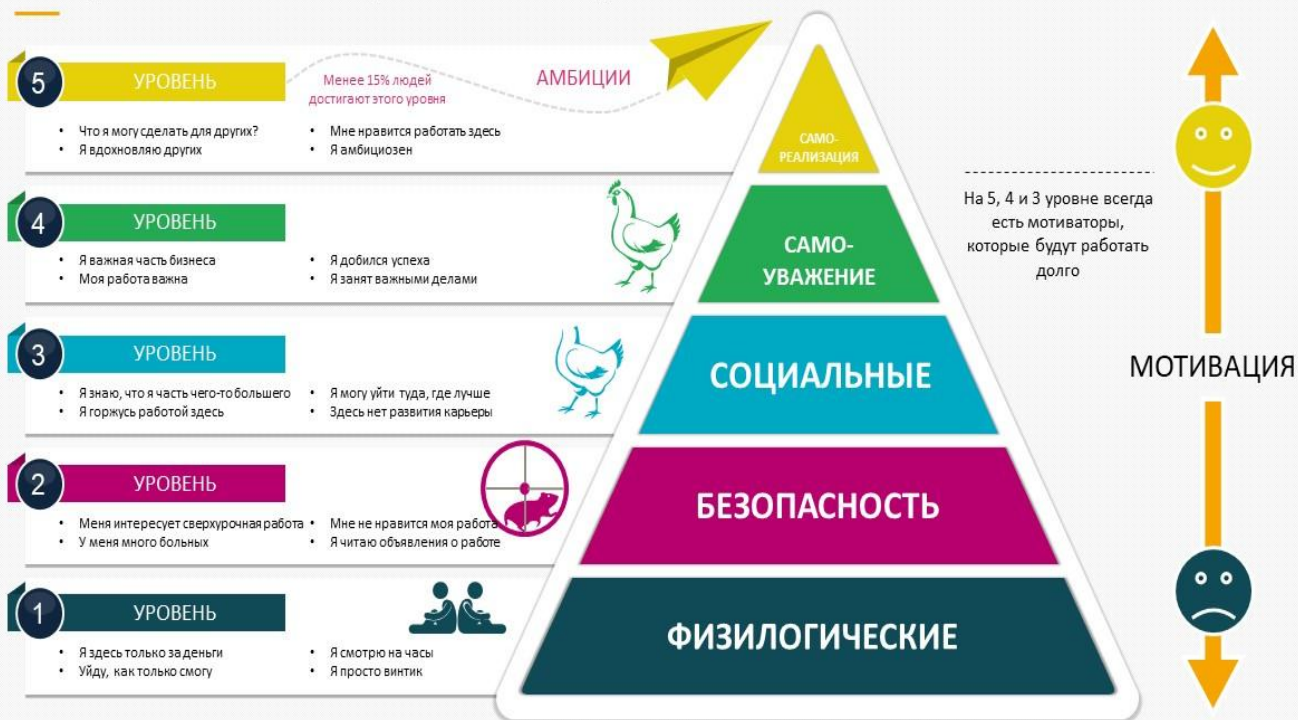 5
УРОВЕНЬ
Менее 15% людей
достигают этого уровня
АМБИЦИИ
• Что я могу сделать для других?
• Я вдохновляю других
• Мне нравится работать здесь
• Я амбициозен
4
УРОВЕНЬ
• Я важная часть бизнеса
• Моя работа важна
• Я добился успеха
• Я занят важными делами
3
УРОВЕНЬ
• Я знаю, что я часть чего-то большего
• Я горжусь работой здесь
• Я могу уйти туда, где лучше
• Здесь нет развития карьеры
2
УРОВЕНЬ
• Меня интересует сверхурочная работа
• У меня много больных
• Мне не нравится моя работа
• Я читаю объявления о работе
1
УРОВЕНЬ
• Я здесь только за деньги
• Уйду, как только смогу
• Я смотрю на часы
• Я просто винтик
САМО-
РЕАЛИЗАЦИЯ
САМО-
УВАЖЕНИЕ
СОЦИАЛЬНЫЕ
БЕЗОПАСНОСТЬ
ФИЗИЛОГИЧЕСКИЕ
На 5, 4 и 3 уровне всегда
есть мотиваторы,
которые будут работать
долго
МОТИВАЦИЯ